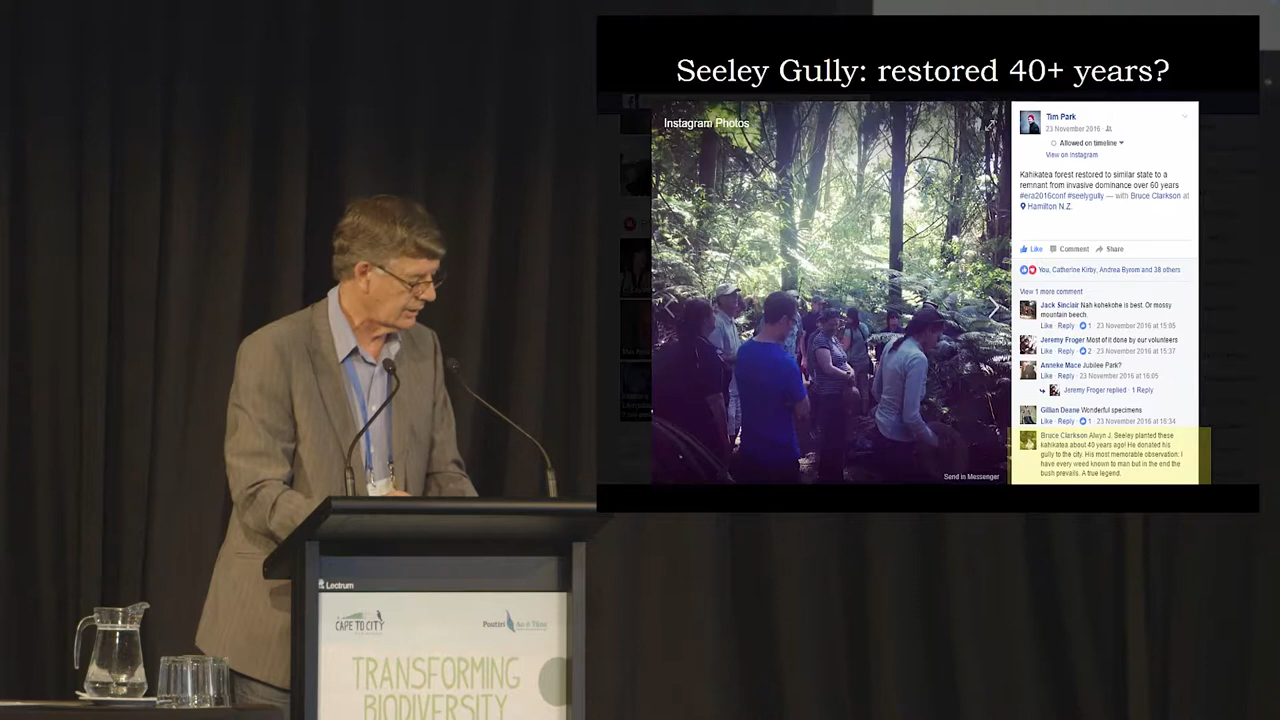 Seeley Gully: restored 40+ years?
Instagram Photos
Send in Messenger
Tim Park
23 November 2016
Allowed on timeline
View on Instagram
Kahikatea forest restored to similar state to a
remnant from invasive dominance over 60 years
#era2016conf #seelygully — with Bruce Clarkson at
Hamilton N.Z.
Like Comment Share
You, Catherine Kirby, Andrea Byrom and 38 others
View 1 more comment
Jack Sinclair Nah kohekohe is best. Or mossy
mountain beech.
Like · Reply · 1 · 23 November 2016 at 15:05
Jeremy Froger Most of it done by our volunteers
Like · Reply · 2 · 23 November 2016 at 15:37
Anneke Mace Jubilee Park?
Like · Reply · 23 November 2016 at 16:05
Jeremy Froger replied · 1 Reply
Gillian Deane Wonderful specimens
Like · Reply · 1 · 23 November 2016 at 16:34
Bruce Clarkson Alwyn J. Seeley planted these
kahikatea about 40 years ago! He donated his
gully to the city. His most memorable observation: I
have every weed known to man but in the end the
bush prevails. A true legend.
Lectrum
CAPE TO CITY
Poutiri Ao ō Tāne
TRANSFORMING
BIODIVERSITY